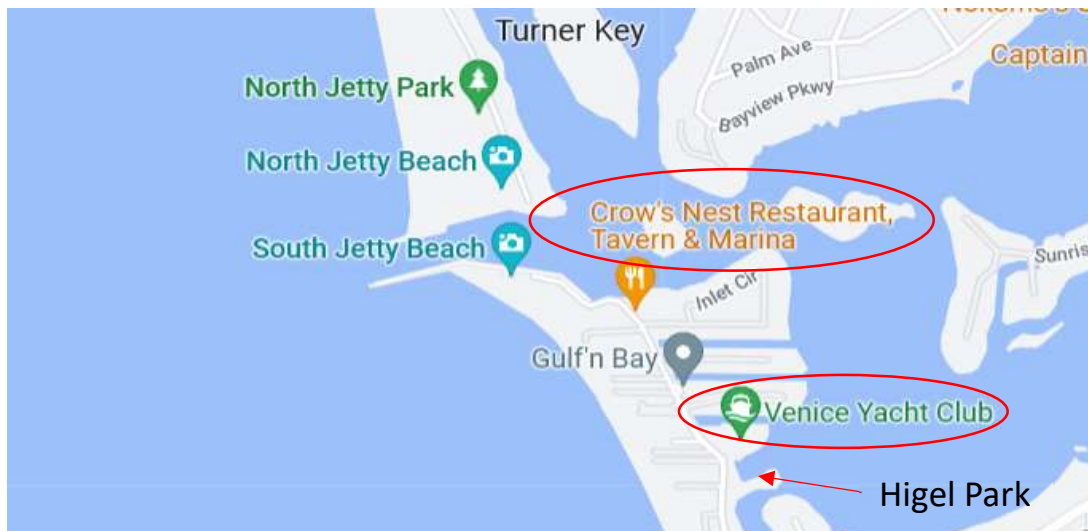 Turner Key
Palm Ave
Captain
North Jetty Park
Bayview Pkwy
North Jetty Beach
Crow's Nest Restaurant,
Tavern & Marina
South Jetty Beach
Sunris
Inlet Cir
Gulf'n Bay
Venice Yacht Club
Higel Park